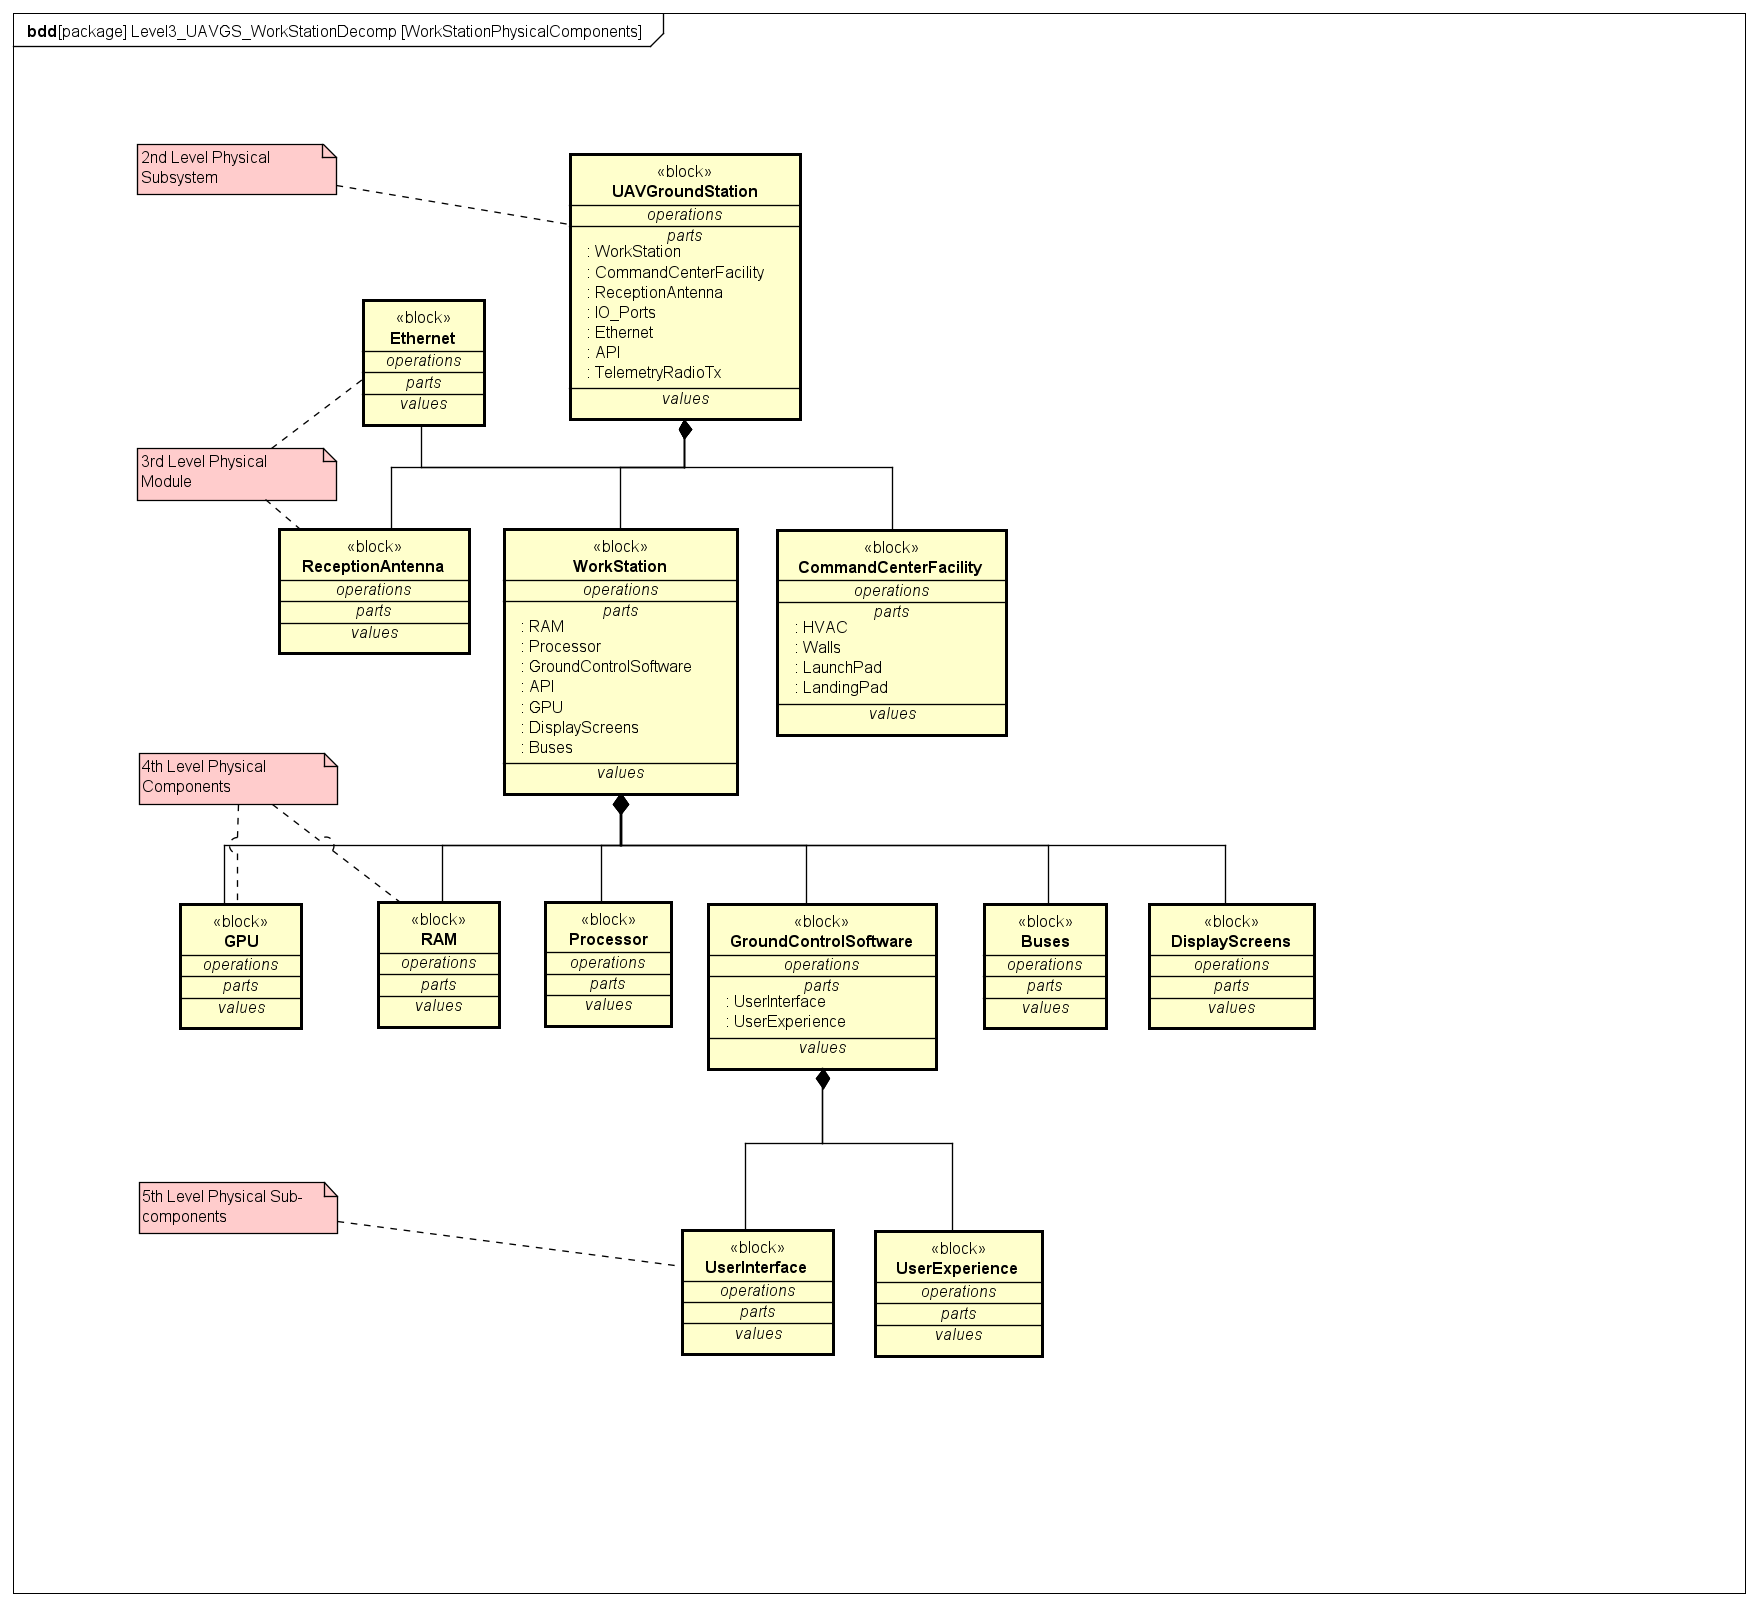 bdd[package] Level3_UAVGS_WorkStationDecomp [WorkStationPhysicalComponents]
2nd Level Physical
Subsystem
«block»
UAVGroundStation
operations
parts
: WorkStation
: CommandCenterFacility
: ReceptionAntenna
: IO_Ports
: Ethernet
: API
: TelemetryRadioTx
values
«block»
Ethernet
operations
parts
values
3rd Level Physical
Module
«block»
ReceptionAntenna
operations
parts
values
«block»
WorkStation
operations
parts
: RAM
: Processor
: GroundControlSoftware
: API
: GPU
: DisplayScreens
: Buses
values
«block»
CommandCenterFacility
operations
parts
: HVAC
: Walls
: LaunchPad
: LandingPad
values
4th Level Physical
Components
«block»
GPU
operations
parts
values
«block»
RAM
operations
parts
values
«block»
Processor
operations
parts
values
«block»
GroundControlSoftware
operations
parts
: UserInterface
: UserExperience
values
«block»
Buses
operations
parts
values
«block»
DisplayScreens
operations
parts
values
5th Level Physical Sub-
components
«block»
UserInterface
operations
parts
values
«block»
UserExperience
operations
parts
values